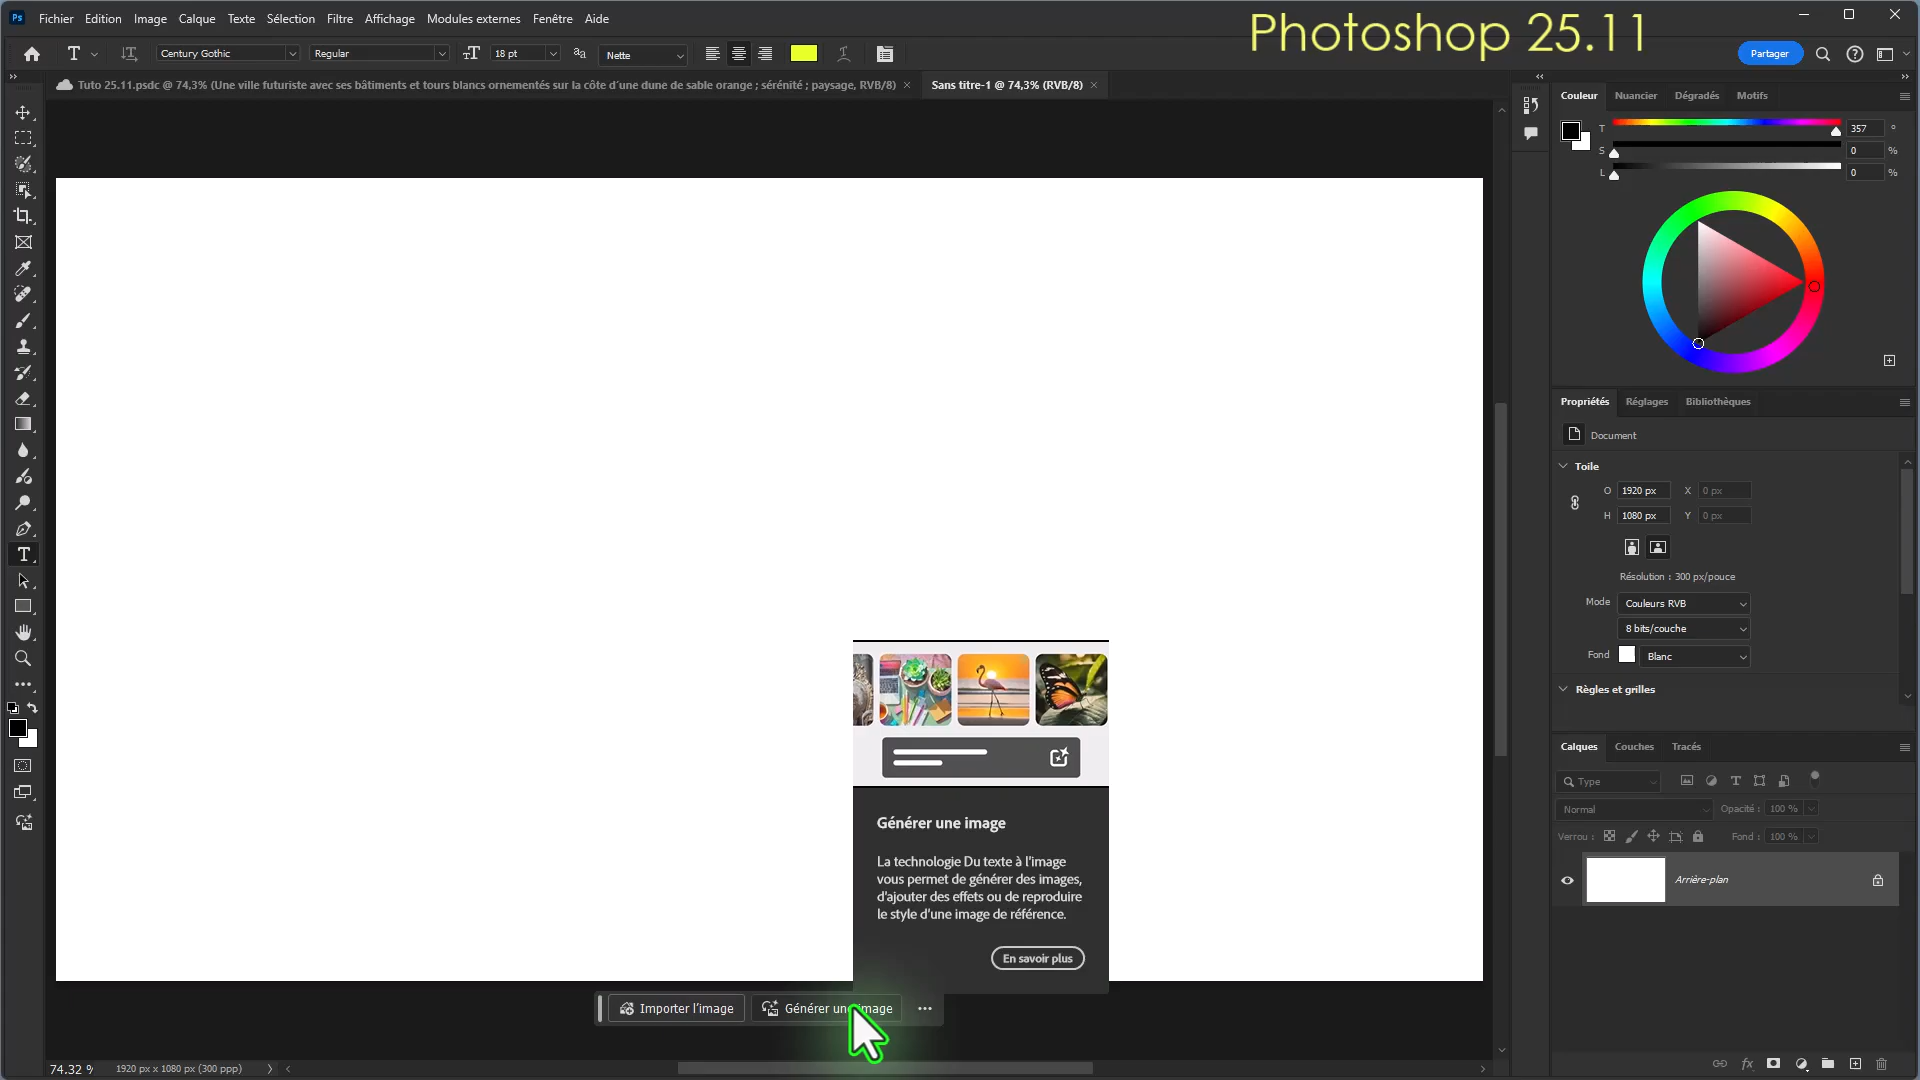 Photoshop 25.11
Ps Fichier Edition Image Calque Texte Sélection Filtre Affichage Modules externes Fenêtre Aide
T Century Gothic Regular 18 pt aa Nette Partager
Tuto 25.11.psdc @ 74,3% (Une ville futuriste avec ses bâtiments et tours blancs ornementés sur la côte d'une dune de sable orange ; sérénité ; paysage, RVB/8)
Sans titre-1 @ 74,3% (RVB/8)
Couleur Nuancier Dégradés Motifs
T 357 °
S 0 %
L 0 %
Propriétés Réglages Bibliothèques
Document
Toile
O 1920 px X 0 px
H 1080 px Y 0 px
Résolution : 300 px/pouce
Mode Couleurs RVB
8 bits/couche
Fond Blanc
Règles et grilles
Calques Couches Tracés
Type
Normal Opacité : 100 %
Verrou : Fond : 100 %
Arrière-plan
fx
Générer une image
La technologie Du texte à l'image
vous permet de générer des images,
d'ajouter des effets ou de reproduire
le style d'une image de référence.
En savoir plus
Importer l'image Générer une image
74.32 % 1920 px x 1080 px (300 ppp)